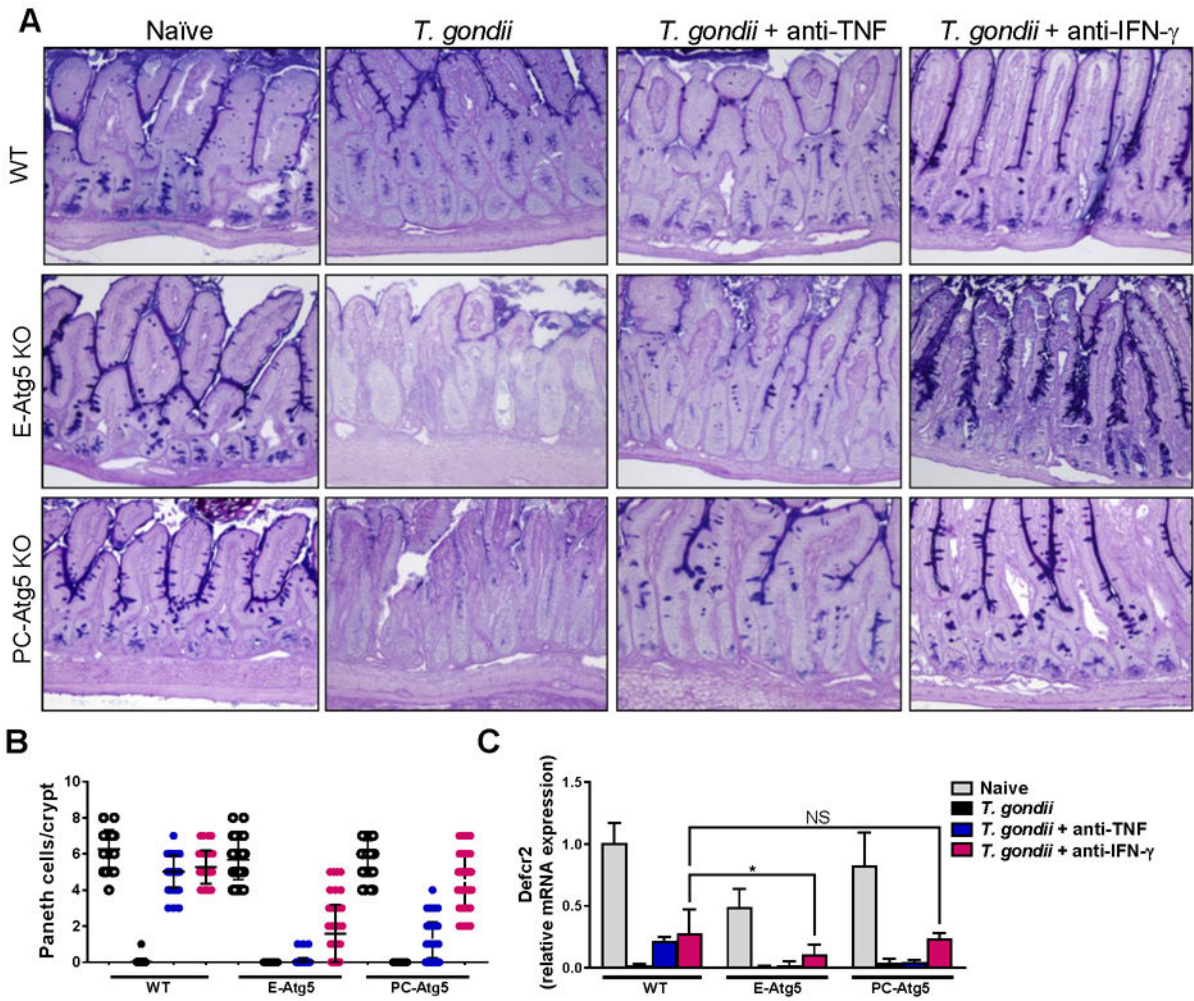 A
Naïve
T. gondii
T. gondii + anti-TNF
T. gondii + anti-IFN-γ
WT
E-Atg5 KO
PC-Atg5 KO
B
Paneth cells/crypt
10
8
6
4
2
0
WT
E-Atg5
PC-Atg5
C
Defcr2
(relative mRNA expression)
1.5
1.0
0.5
0.0
NS
*
WT
E-Atg5
PC-Atg5
Naive
T. gondii
T. gondii + anti-TNF
T. gondii + anti-IFN-γ